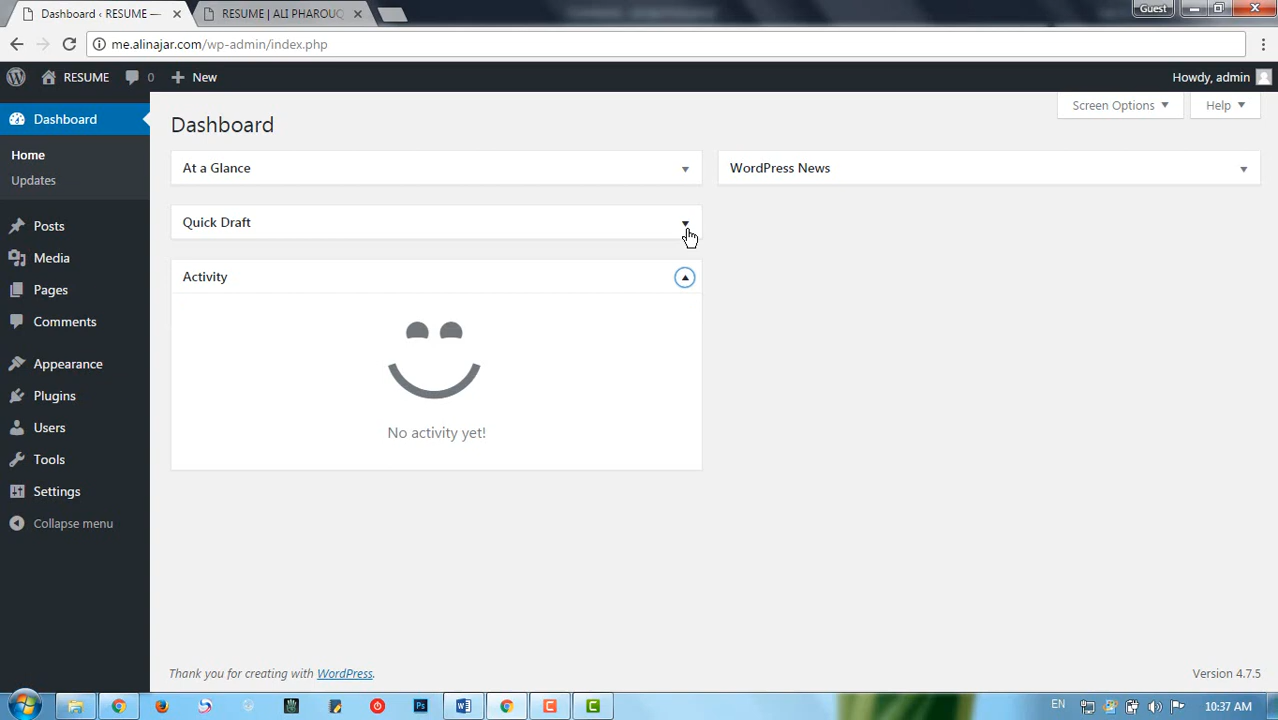 Dashboard ‹ RESUME —
RESUME | ALI PHAROUQ
Guest
me.alinajar.com/wp-admin/index.php
RESUME
0
New
Howdy, admin
Dashboard
Screen Options
Help
Dashboard
Home
Updates
Posts
Media
Pages
Comments
Appearance
Plugins
Users
Tools
Settings
Collapse menu
At a Glance
WordPress News
Quick Draft
Activity
No activity yet!
Thank you for creating with WordPress.
Version 4.7.5
EN
10:37 AM